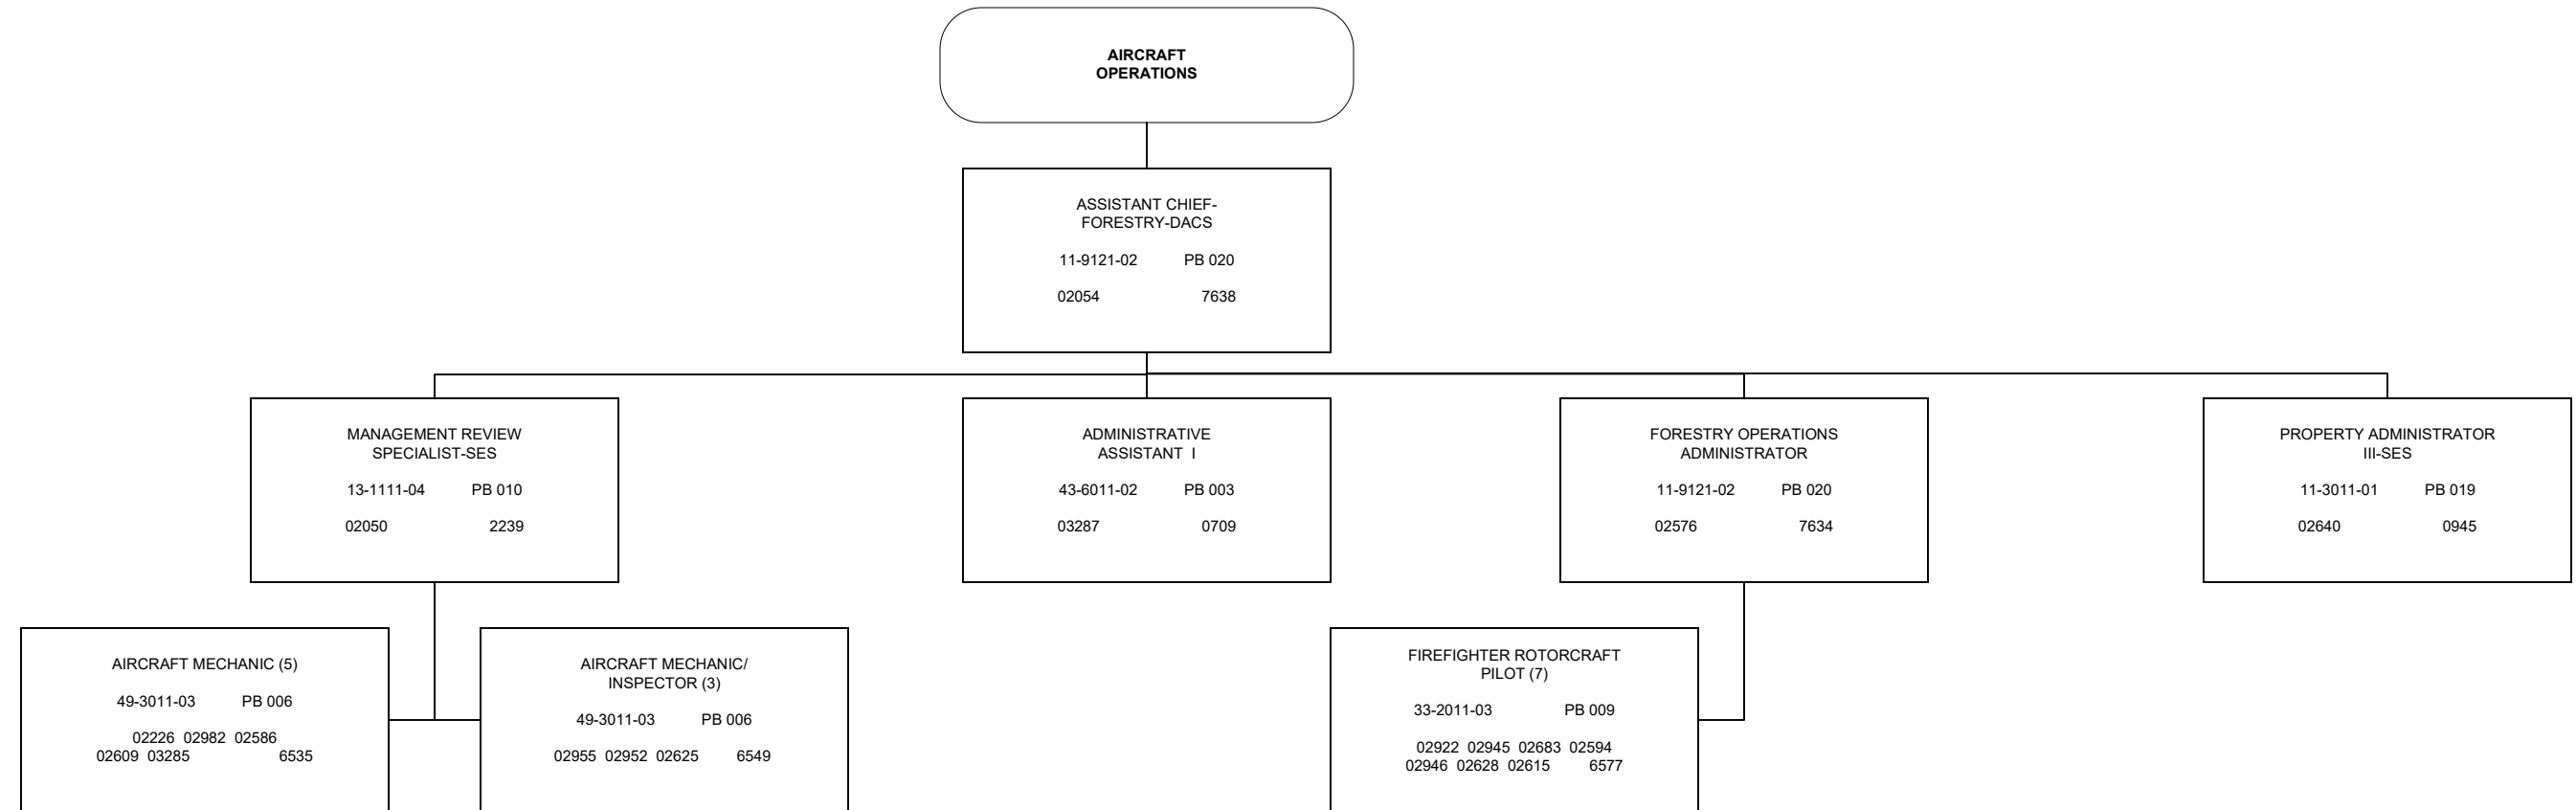 AIRCRAFT
OPERATIONS
ASSISTANT CHIEF-
FORESTRY-DACS
11-9121-02 PB 020
02054 7638
MANAGEMENT REVIEW
SPECIALIST-SES
13-1111-04 PB 010
02050 2239
ADMINISTRATIVE
ASSISTANT I
43-6011-02 PB 003
03287 0709
FORESTRY OPERATIONS
ADMINISTRATOR
11-9121-02 PB 020
02576 7634
PROPERTY ADMINISTRATOR
III-SES
11-3011-01 PB 019
02640 0945
AIRCRAFT MECHANIC (5)
49-3011-03 PB 006
02226 02982 02586
02609 03285 6535
AIRCRAFT MECHANIC/
INSPECTOR (3)
49-3011-03 PB 006
02955 02952 02625 6549
FIREFIGHTER ROTORCRAFT
PILOT (7)
33-2011-03 PB 009
02922 02945 02683 02594
02946 02628 02615 6577